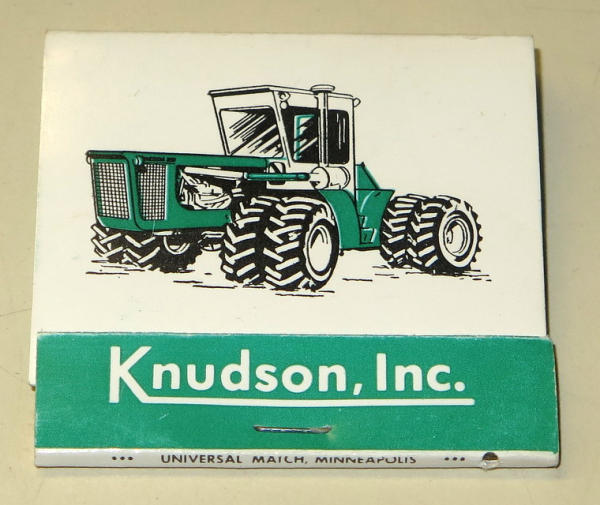 Knudson, Inc.
••• UNIVERSAL MATCH, MINNEAPOLIS •••